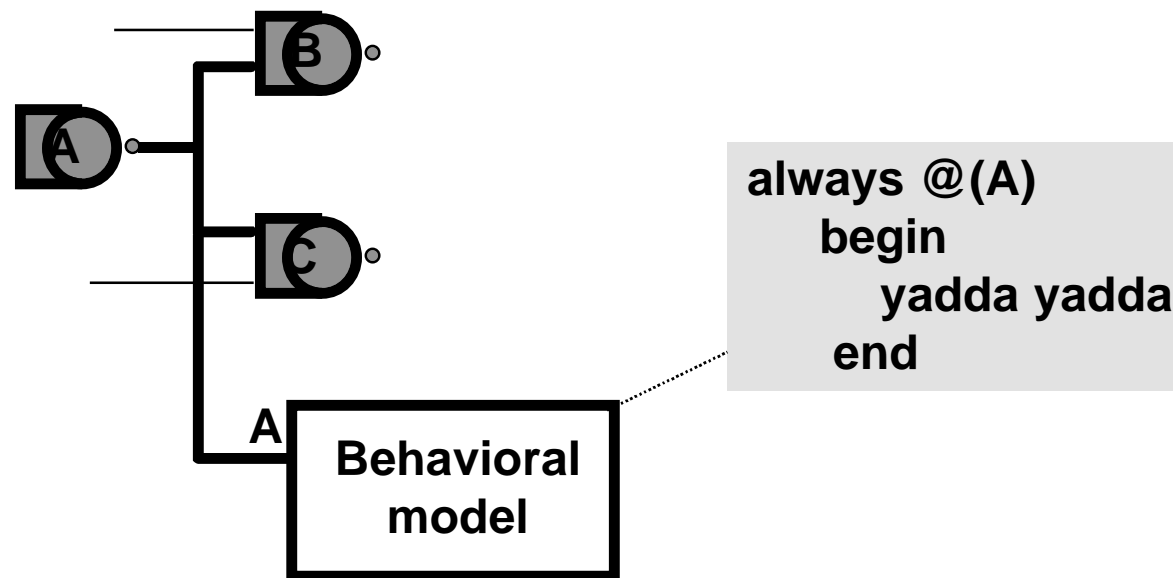 B
A
C
always @(A)
begin
yadda yadda
end
A
Behavioral
model